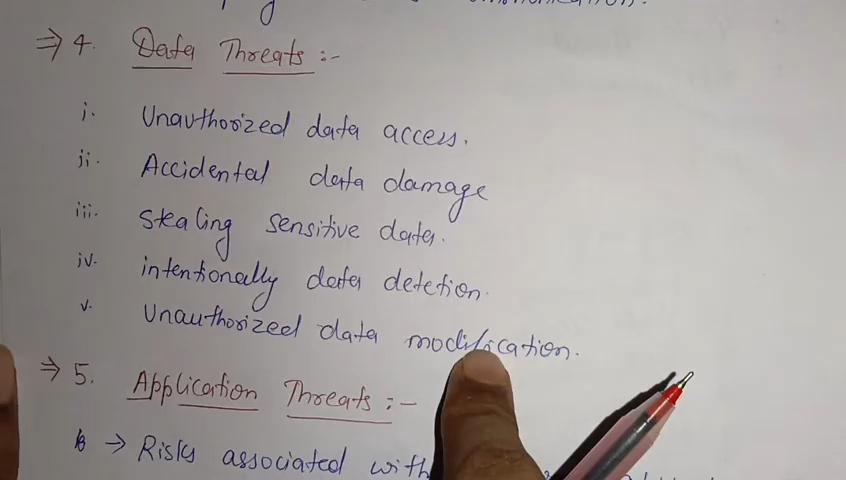 ⇒ 4. Data Threats :-
i. Unauthorized data access.
ii. Accidental data damage
iii. Stealing sensitive data.
iv. intentionally data detetion.
v. Unauthorized data modification.
⇒ 5. Application Threats :-
→ Risks associated with